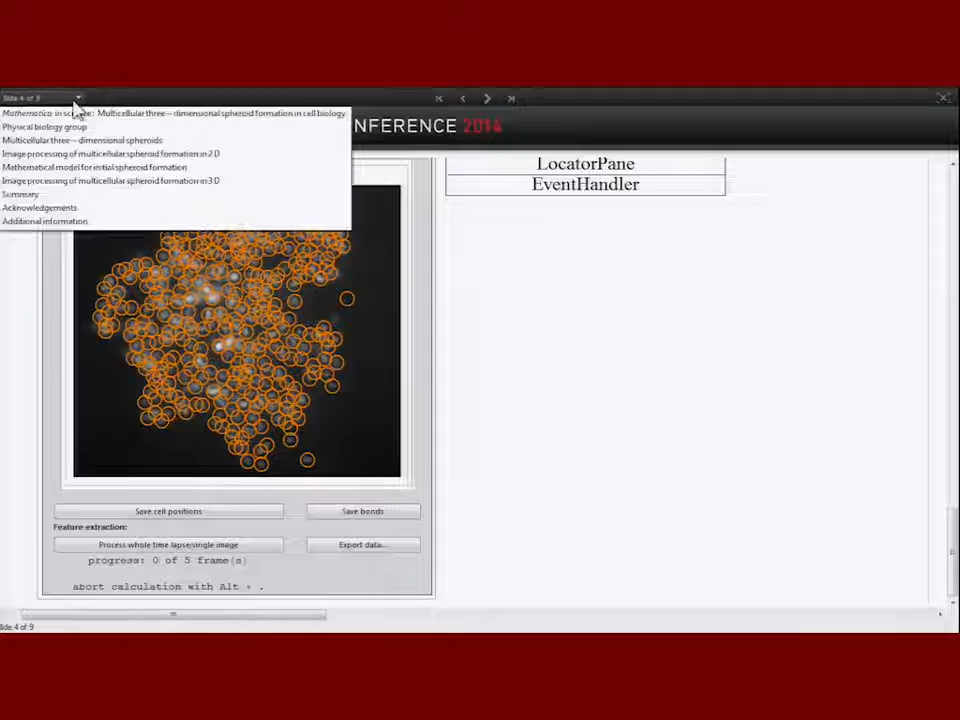 Slide 4 of 9
Mathematica in science: Multicellular three – dimensional spheroid formation in cell biology
Physical biology group
Multicellular three – dimensional spheroids
Image processing of multicellular spheroid formation in 2D
Mathematical model for initial spheroid formation
Image processing of multicellular spheroid formation in 3D
Summary
Acknowledgements
Additional information
NFERENCE 2014
LocatorPane
EventHandler
Save cell positions
Save bonds
Feature extraction:
Process whole time lapse/single image
Export data...
progress: 0 of 5 frame(s)
abort calculation with Alt + .
lide 4 of 9